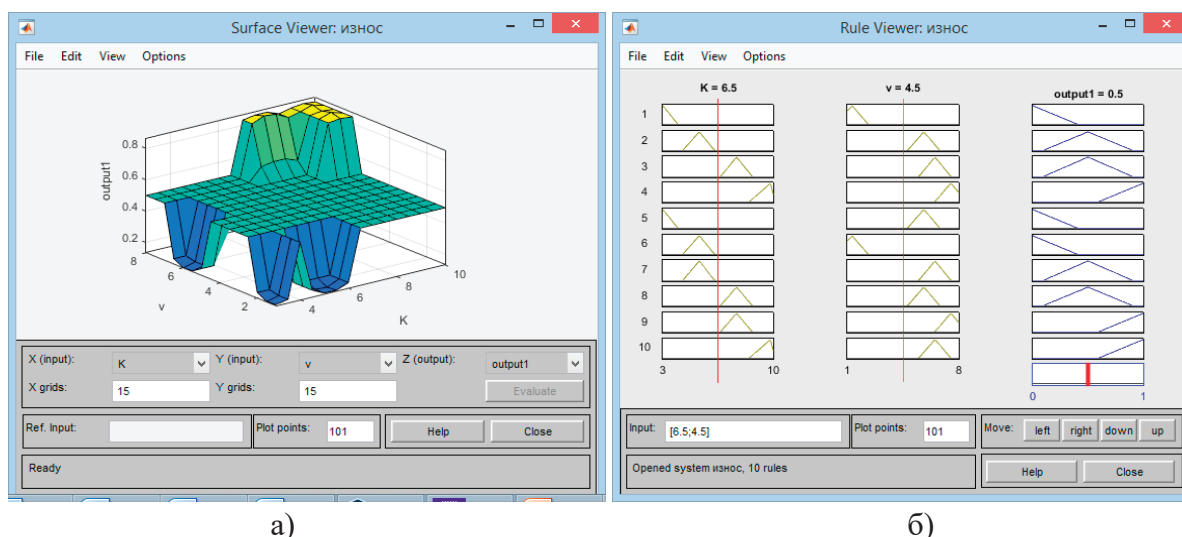 Surface Viewer: износ
File Edit View Options
0.8
0.6
0.4
0.2
output1
8
6
4
2
v
4
6
8
10
K
X (input): K Y (input): v Z (output): output1
X grids: 15 Y grids: 15 Evaluate
Ref. Input: Plot points: 101 Help Close
Ready
а)
Rule Viewer: износ
File Edit View Options
K = 6.5 v = 4.5 output1 = 0.5
1
2
3
4
5
6
7
8
9
10
3 10 1 8
0 1
Input: [6.5;4.5] Plot points: 101 Move: left right down up
Opened system износ, 10 rules Help Close
б)